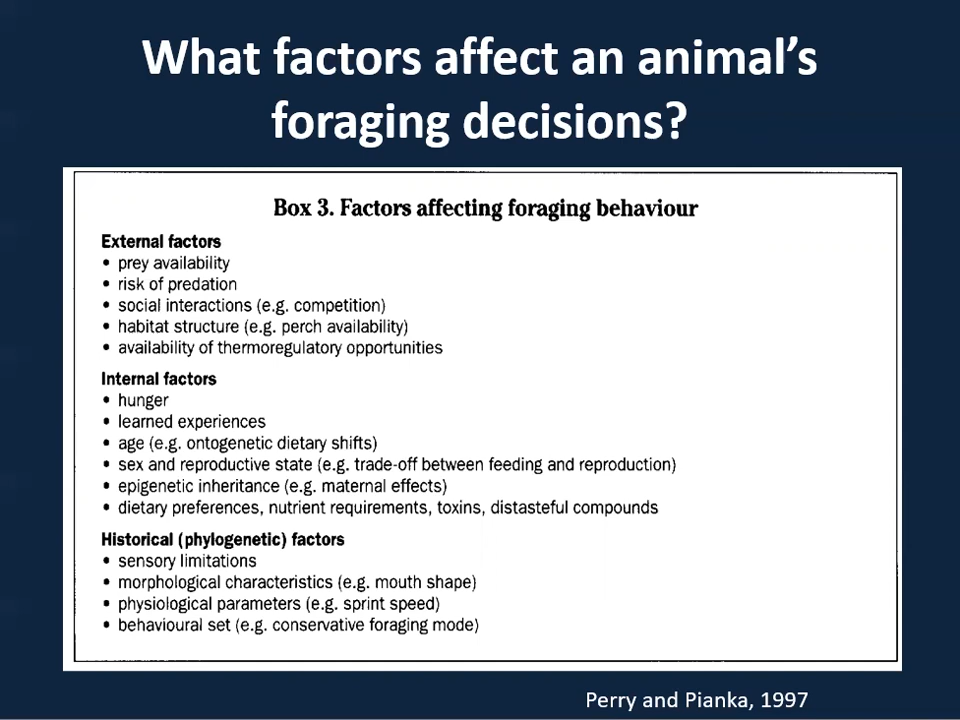 What factors affect an animal's
foraging decisions?
Box 3. Factors affecting foraging behaviour
External factors
• prey availability
• risk of predation
• social interactions (e.g. competition)
• habitat structure (e.g. perch availability)
• availability of thermoregulatory opportunities
Internal factors
• hunger
• learned experiences
• age (e.g. ontogenetic dietary shifts)
• sex and reproductive state (e.g. trade-off between feeding and reproduction)
• epigenetic inheritance (e.g. maternal effects)
• dietary preferences, nutrient requirements, toxins, distasteful compounds
Historical (phylogenetic) factors
• sensory limitations
• morphological characteristics (e.g. mouth shape)
• physiological parameters (e.g. sprint speed)
• behavioural set (e.g. conservative foraging mode)
Perry and Pianka, 1997